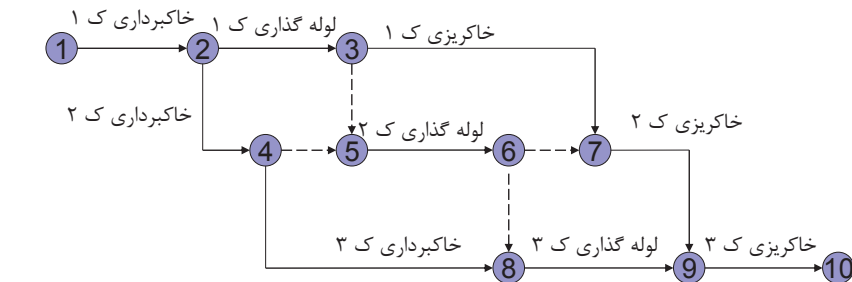 خاکبرداری ک ۱
لوله گذاری ک ۱
خاکریزی ک ۱
1
2
3
خاکبرداری ک ۲
لوله گذاری ک ۲
خاکریزی ک ۲
4
5
6
7
خاکبرداری ک ۳
لوله گذاری ک ۳
خاکریزی ک ۳
8
9
10